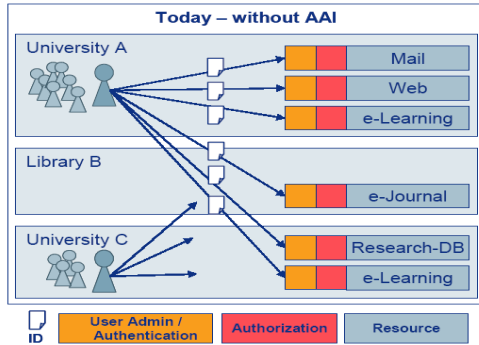 Today – without AAI
University A
Mail
Web
e-Learning
Library B
e-Journal
University C
Research-DB
e-Learning
ID
User Admin /
Authentication
Authorization
Resource